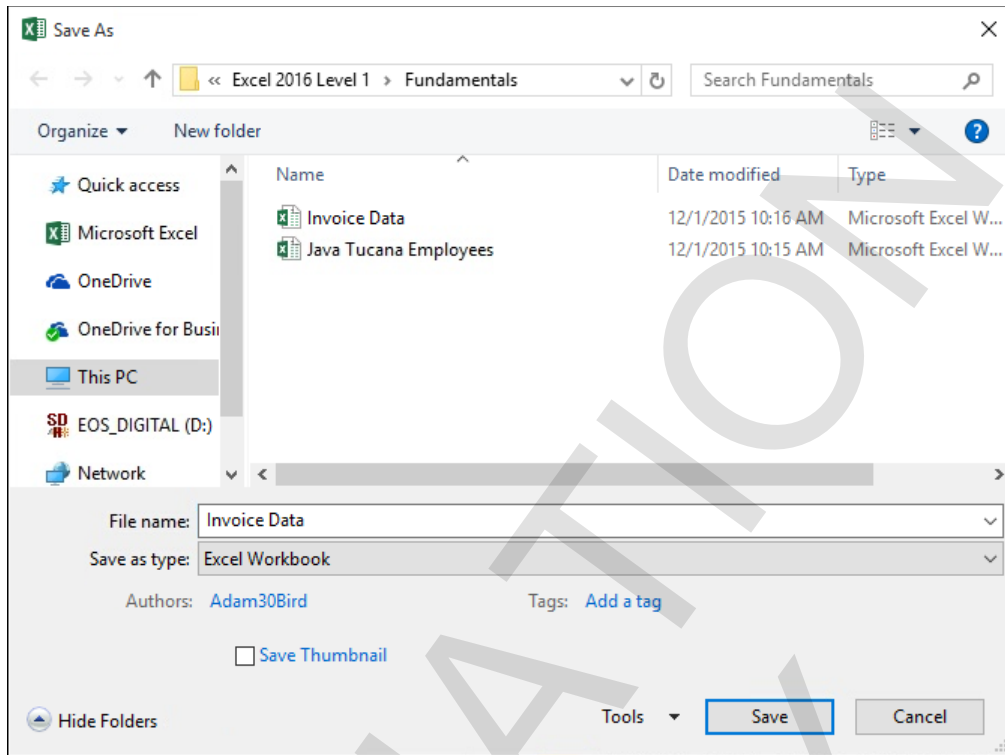 Save As
« Excel 2016 Level 1 › Fundamentals
Search Fundamentals
Organize
New folder
?
Name
Date modified
Type
Quick access
Microsoft Excel
OneDrive
OneDrive for Busi
This PC
EOS_DIGITAL (D:)
Network
Invoice Data 12/1/2015 10:16 AM Microsoft Excel W...
Java Tucana Employees 12/1/2015 10:15 AM Microsoft Excel W...
File name: Invoice Data
Save as type: Excel Workbook
Authors: Adam30Bird Tags: Add a tag
Save Thumbnail
Hide Folders
Tools
Save
Cancel